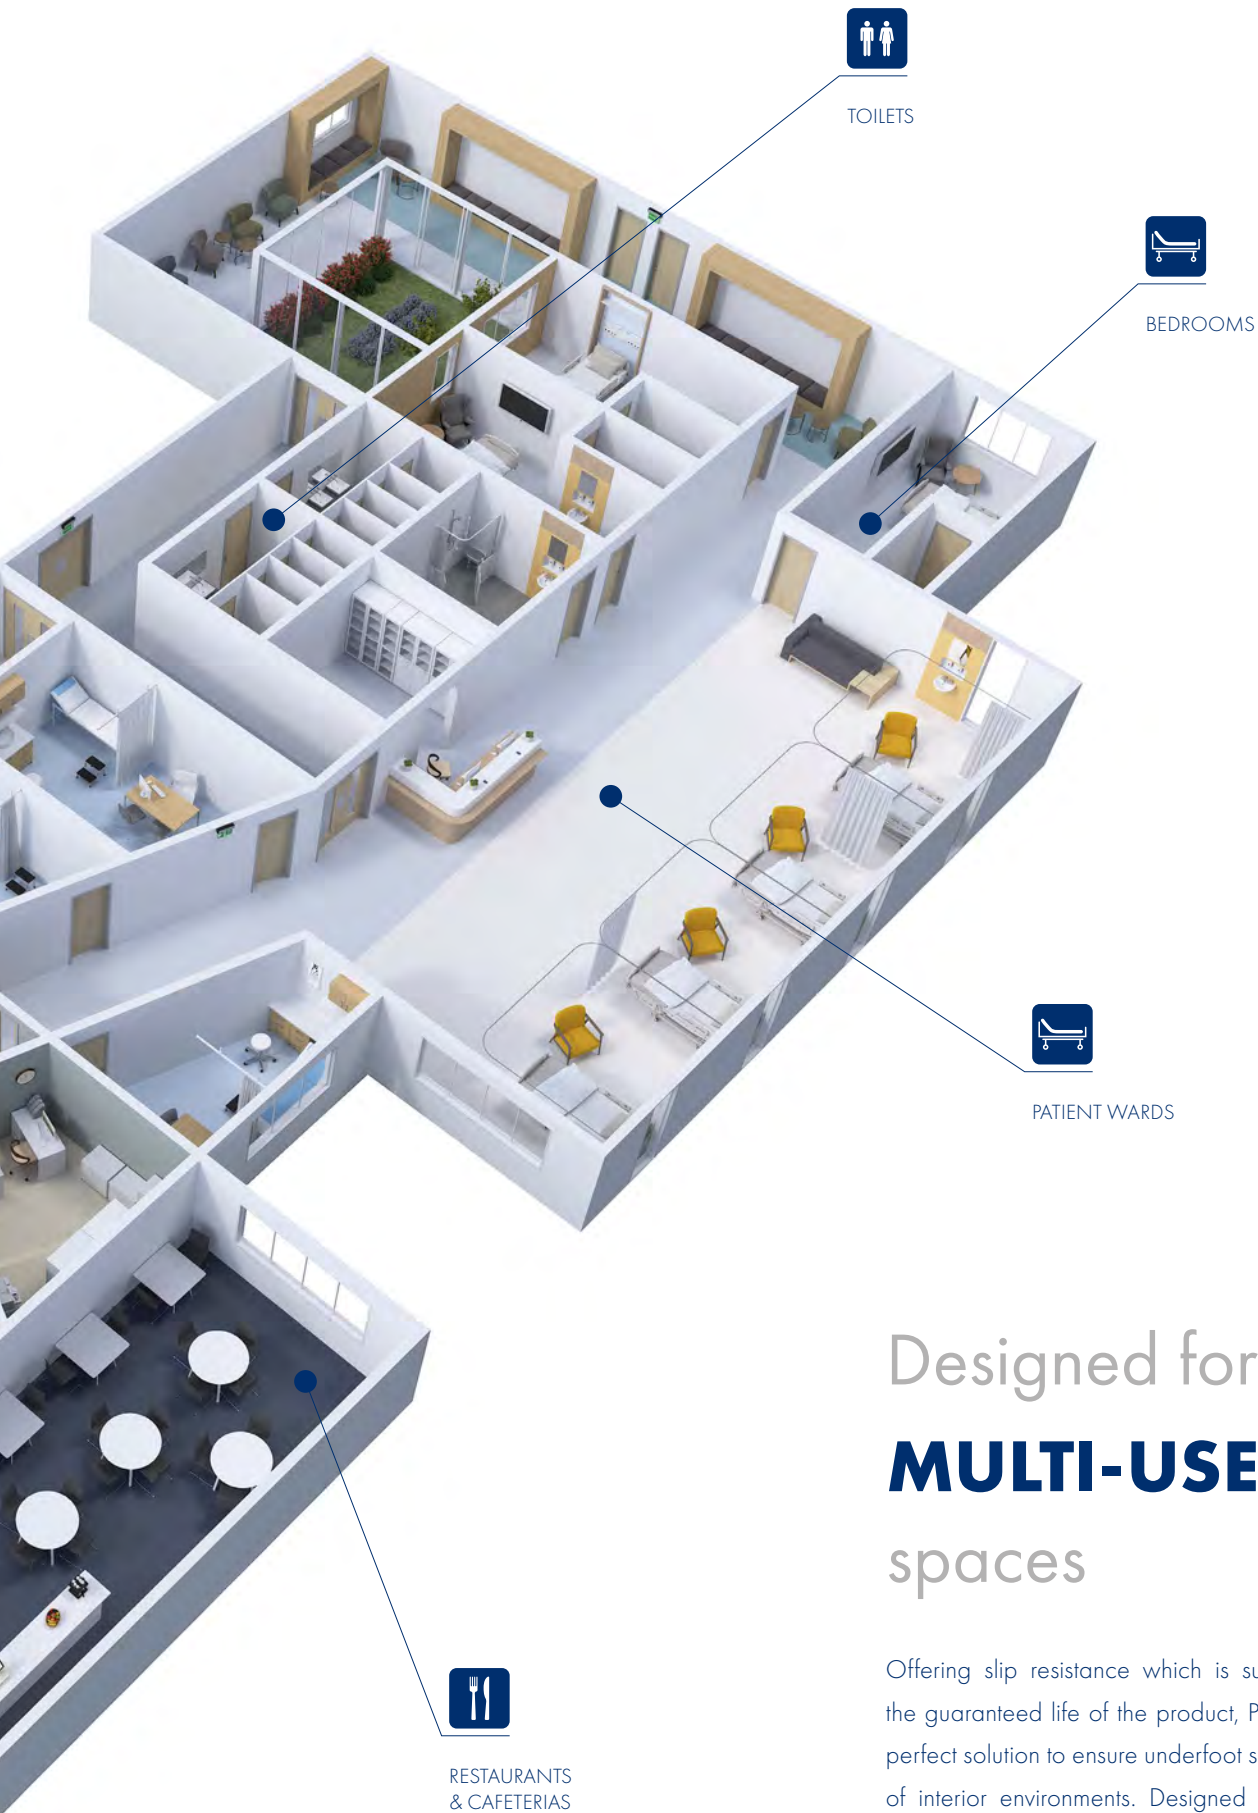 TOILETS
BEDROOMS
PATIENT WARDS
Designed for
MULTI-USE
spaces
Offering slip resistance which is
the guaranteed life of the product,
perfect solution to ensure underfoot
of interior environments. Designed
RESTAURANTS
& CAFETERIAS